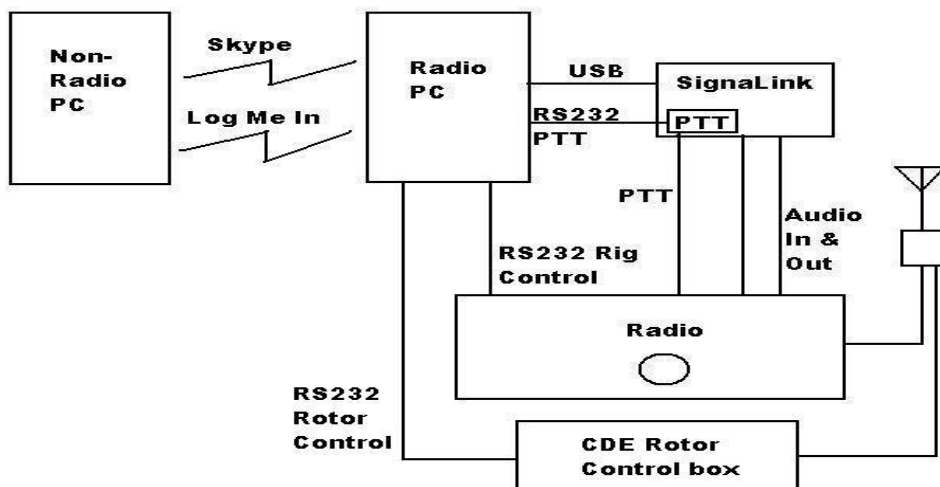 Non-
Radio
PC
Skype
Log Me In
Radio
PC
USB
RS232
PTT
SignaLink
PTT
PTT
Audio
In &
Out
RS232 Rig
Control
Radio
RS232
Rotor
Control
CDE Rotor
Control box